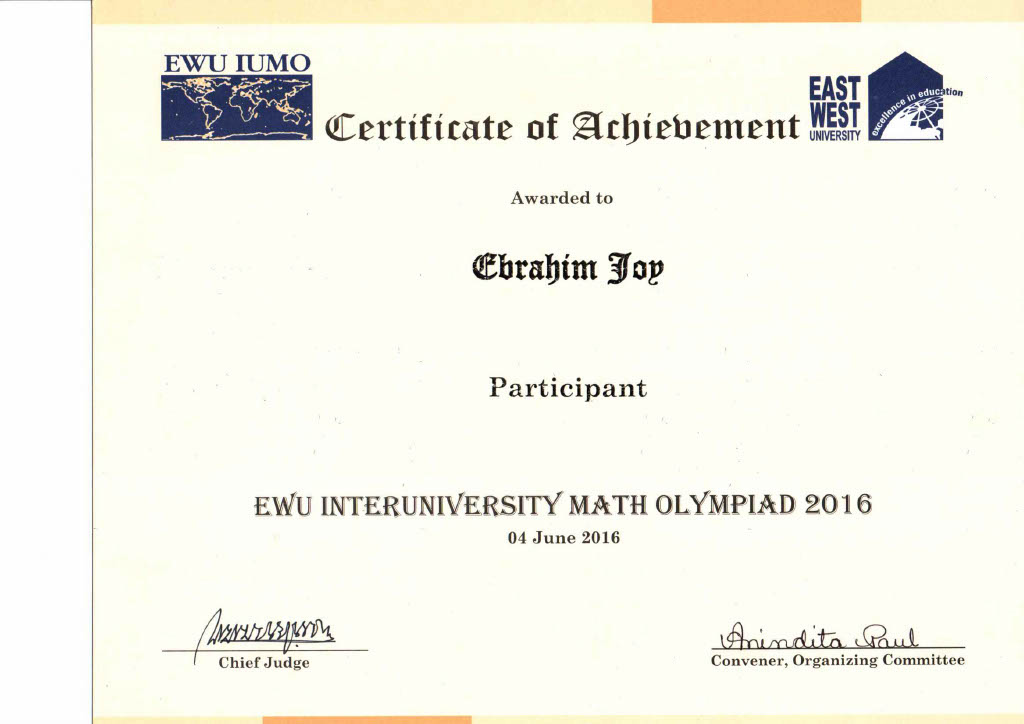 EWU IUMO
Certificate of Achievement
EAST
WEST
UNIVERSITY
excellence in education
Awarded to
Ebrahim Joy
Participant
EWU INTERUNIVERSITY MATH OLYMPIAD 2016
04 June 2016
Anindita Paul
Chief Judge
Convener, Organizing Committee